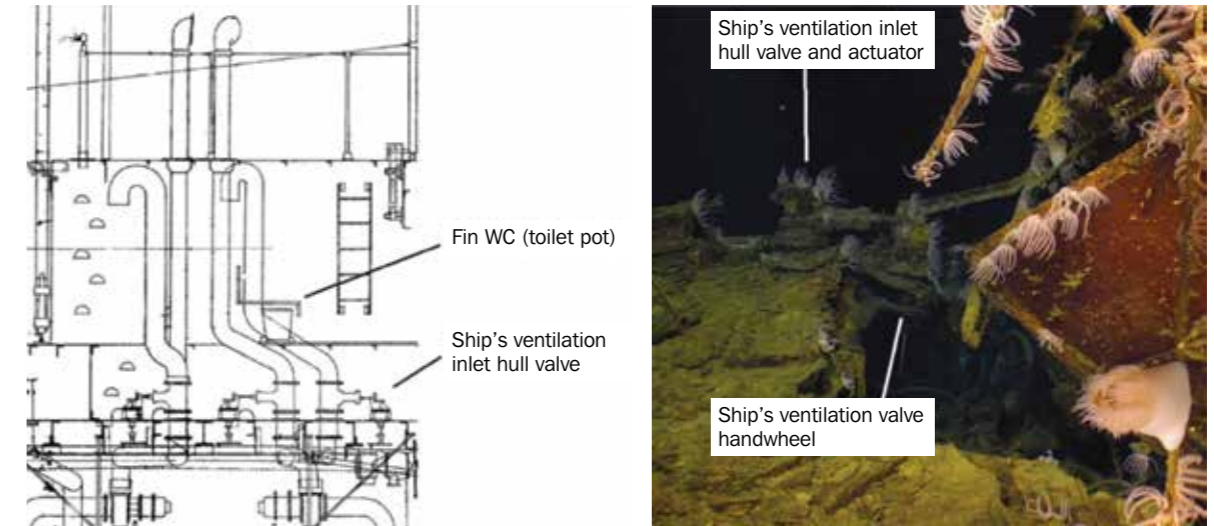 Fin WC (toilet pot)
Ship's ventilation
inlet hull valve
Ship's ventilation inlet
hull valve and actuator
Ship's ventilation valve
handwheel